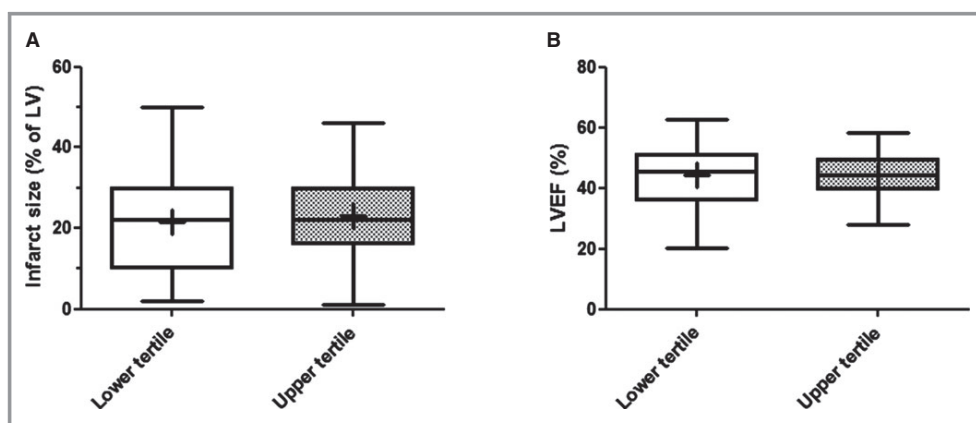 A
Infarct size (% of LV)
60
40
20
0
Lower tertile
Upper tertile
B
LVEF (%)
80
60
40
20
0
Lower tertile
Upper tertile